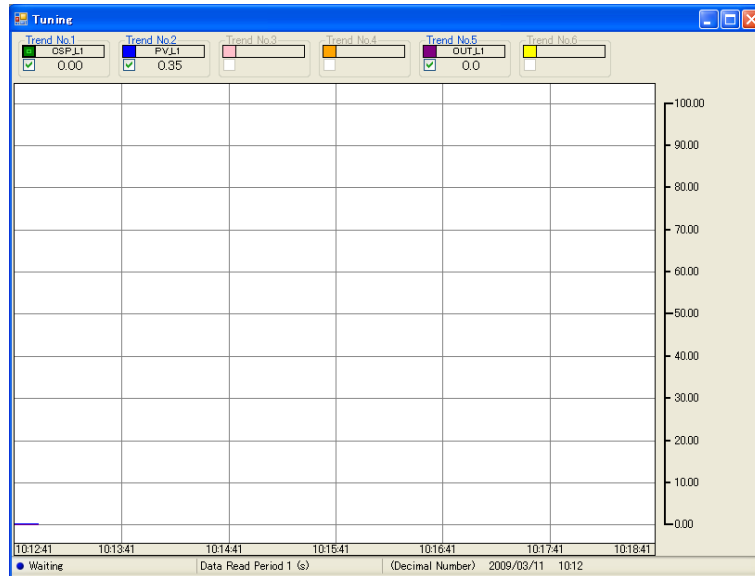 Tuning
Trend No.1 Trend No.2 Trend No.3 Trend No.4 Trend No.5 Trend No.6
CSP_L1 PV_L1 OUT_L1
0.00 0.35 0.0
100.00
90.00
80.00
70.00
60.00
50.00
40.00
30.00
20.00
10.00
0.00
10:12:41 10:13:41 10:14:41 10:15:41 10:16:41 10:17:41 10:18:41
Waiting Data Read Period 1 (s) (Decimal Number) 2009/03/11 10:12